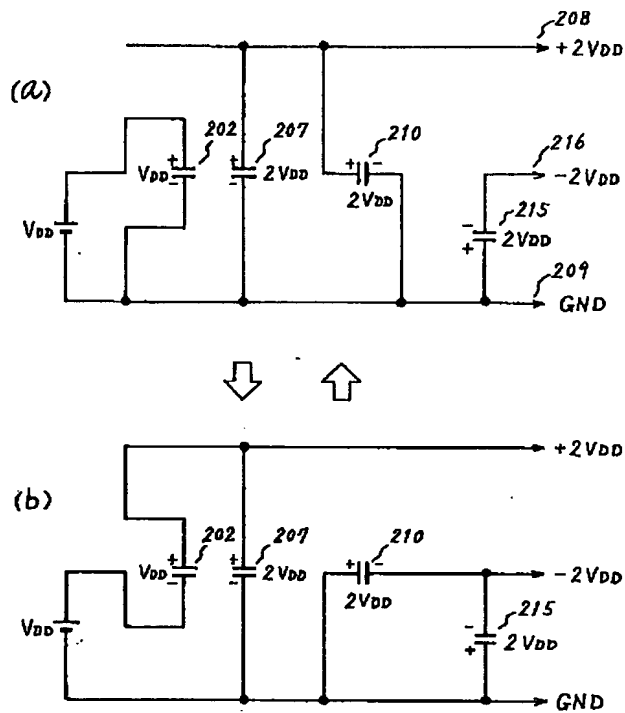 208
+2VDD
(a)
202
207
210
216
VDD
+
-
+
-
2VDD
+ -
2VDD
-2VDD
215
VDD
-
+
2VDD
209
GND
+2VDD
(b)
202
207
210
VDD
+
-
+
-
2VDD
+ -
2VDD
-2VDD
215
VDD
-
+
2VDD
GND